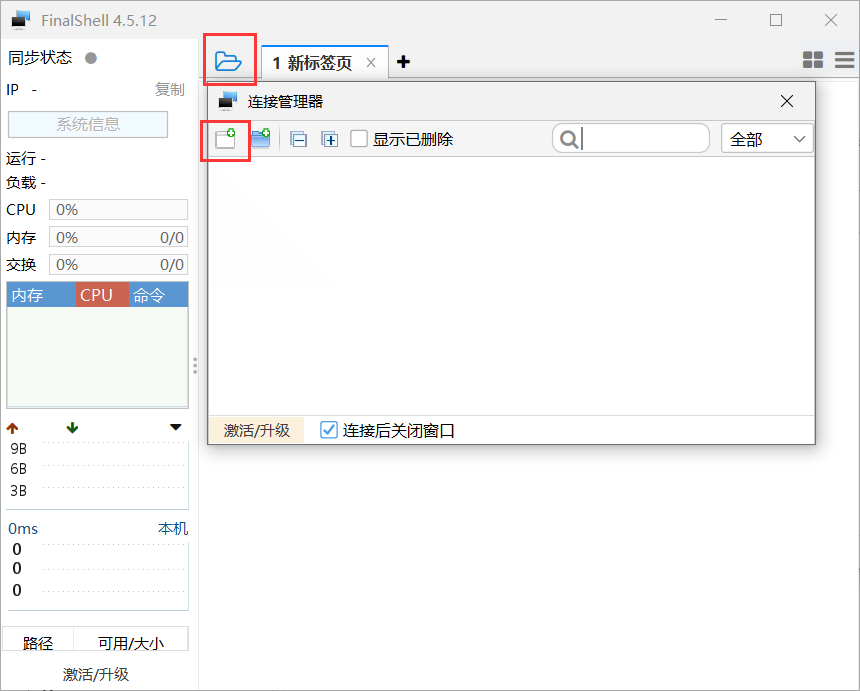 FinalShell 4.5.12
同步状态
IP - 复制
系统信息
运行 -
负载 -
CPU 0%
内存 0% 0/0
交换 0% 0/0
内存 CPU 命令
9B
6B
3B
0ms 本机
0
0
0
路径 可用/大小
激活/升级
1 新标签页
连接管理器
显示已删除 全部
激活/升级 连接后关闭窗口